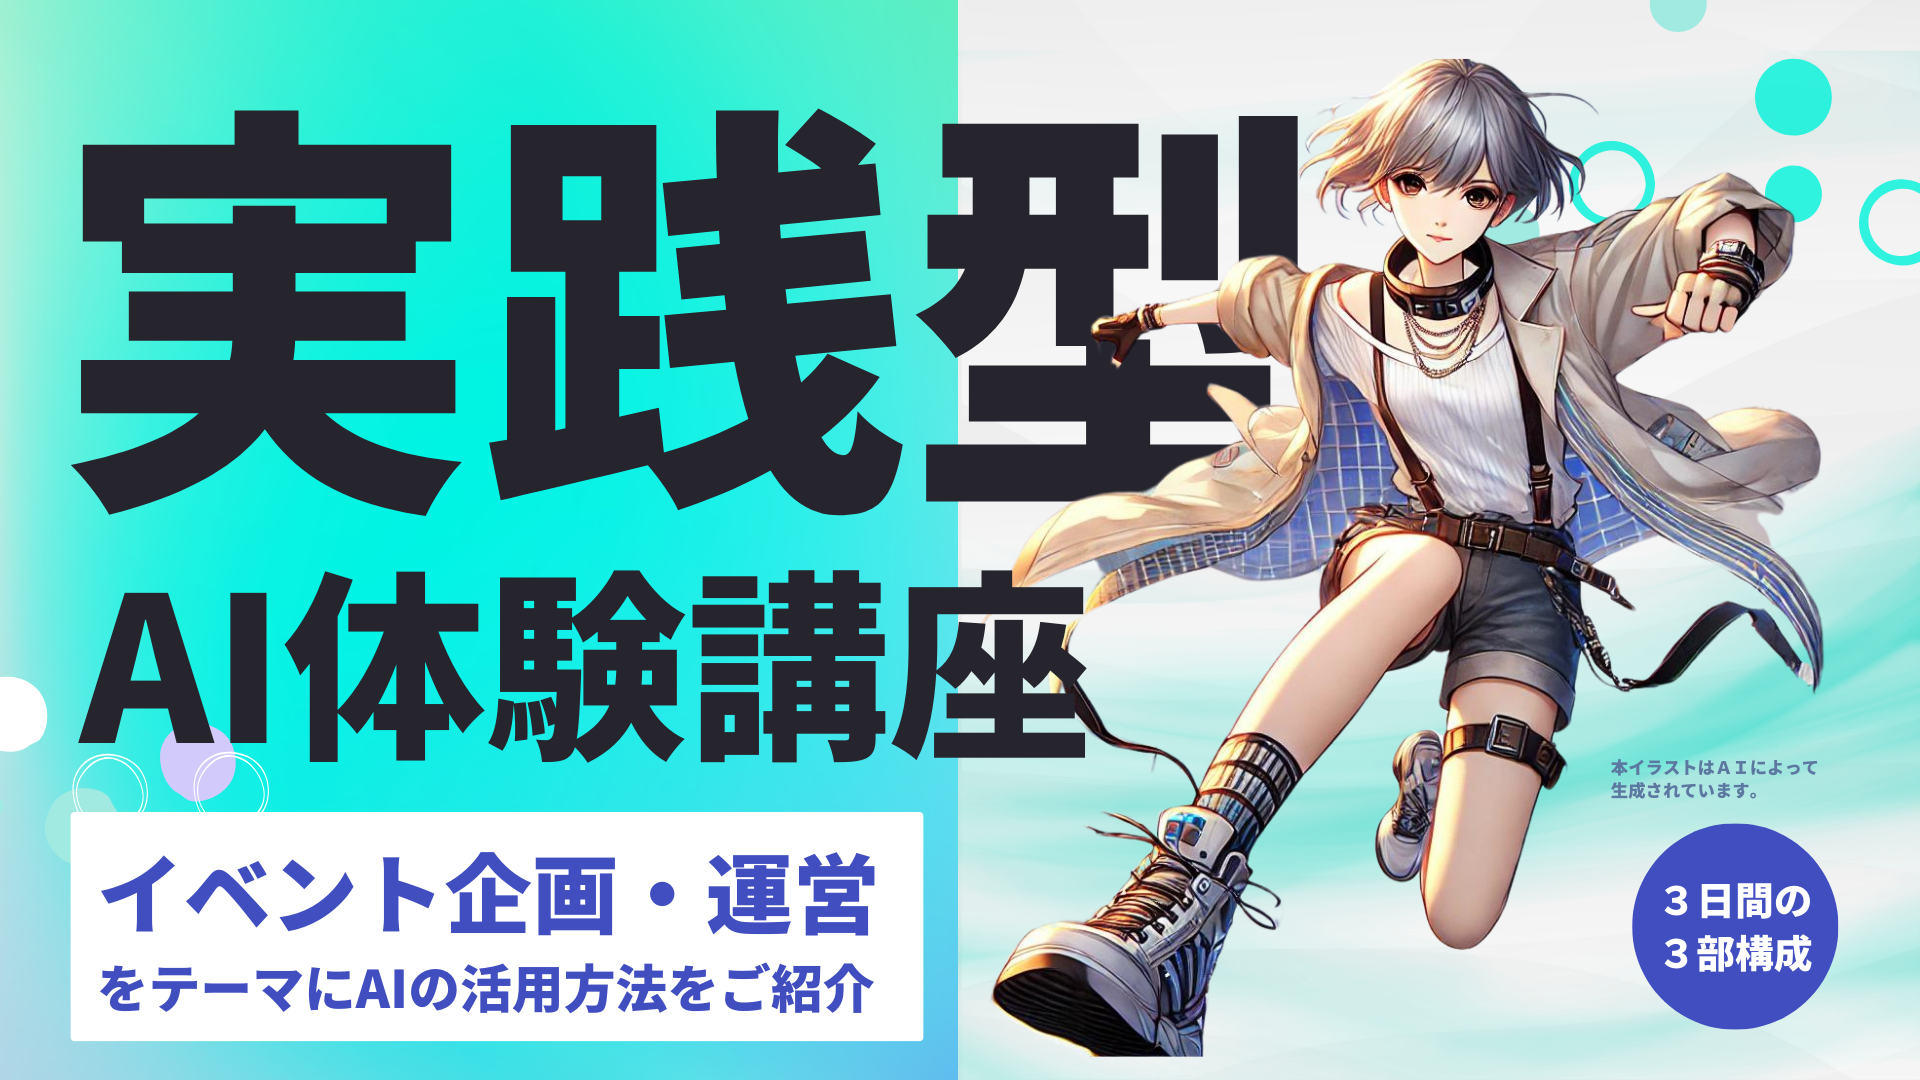 実践型
AI体験講座
イベント企画・運営
をテーマにAIの活用方法をご紹介
本イラストはＡＩによって
生成されています。
３日間の
３部構成